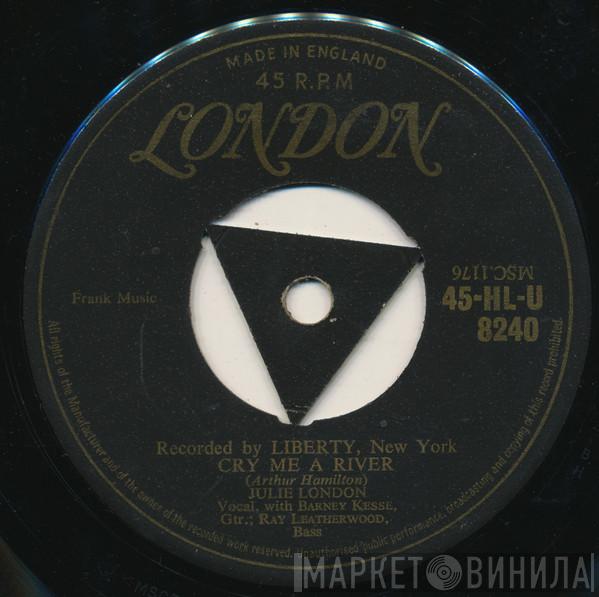 MADE IN ENGLAND
45 R.P.M
LONDON
MSC.1176
Frank Music
45-HL-U
8240
Recorded by LIBERTY, New York
CRY ME A RIVER
(Arthur Hamilton)
JULIE LONDON
Vocal, with BARNEY KESSE,
Gtr.; RAY LEATHERWOOD,
Bass
All rights of the Manufacturer and of the owner of the recorded work reserved. Unauthorised public performance, broadcasting and copying of this record prohibited.
МАРКЕТ ВИНИЛА